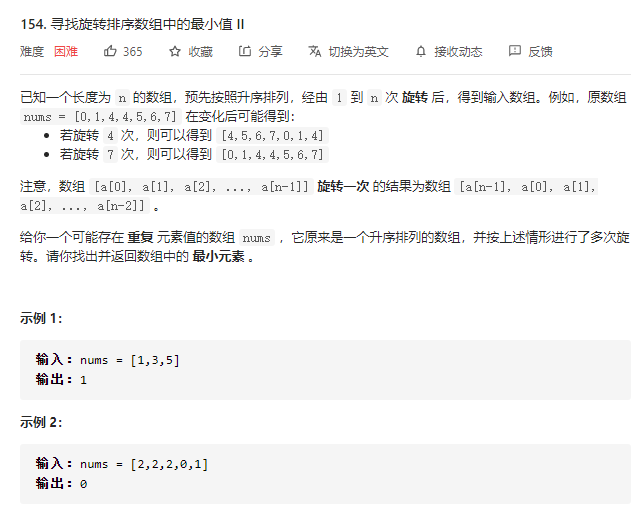 154. 寻找旋转排序数组中的最小值 II
难度 困难 365 收藏 分享 切换为英文 接收动态 反馈
已知一个长度为 n 的数组，预先按照升序排列，经由 1 到 n 次 旋转 后，得到输入数组。例如，原数组
nums = [0,1,4,4,5,6,7] 在变化后可能得到：
• 若旋转 4 次，则可以得到 [4,5,6,7,0,1,4]
• 若旋转 7 次，则可以得到 [0,1,4,4,5,6,7]
注意，数组 [a[0], a[1], a[2], ..., a[n-1]] 旋转一次 的结果为数组 [a[n-1], a[0], a[1],
a[2], ..., a[n-2]] 。
给你一个可能存在 重复 元素值的数组 nums ，它原来是一个升序排列的数组，并按上述情形进行了多次旋
转。请你找出并返回数组中的 最小元素 。
示例 1：
输入：nums = [1,3,5]
输出：1
示例 2：
输入：nums = [2,2,2,0,1]
输出：0